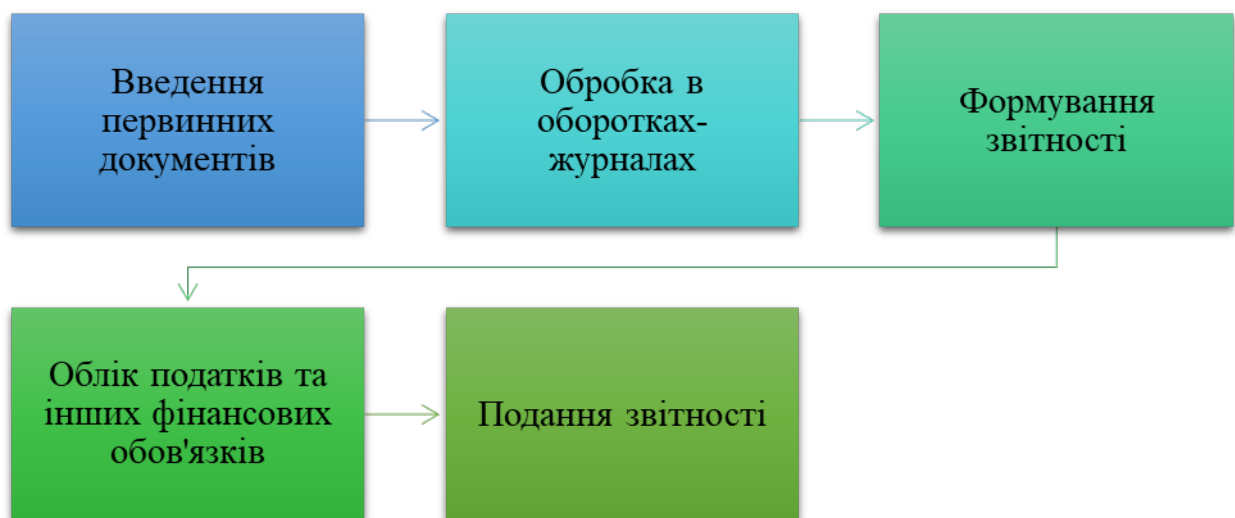 Введення
первинних
документів
Обробка в
оборотках-
журналах
Формування
звітності
Облік податків та
інших фінансових
обов'язків
Подання звітності